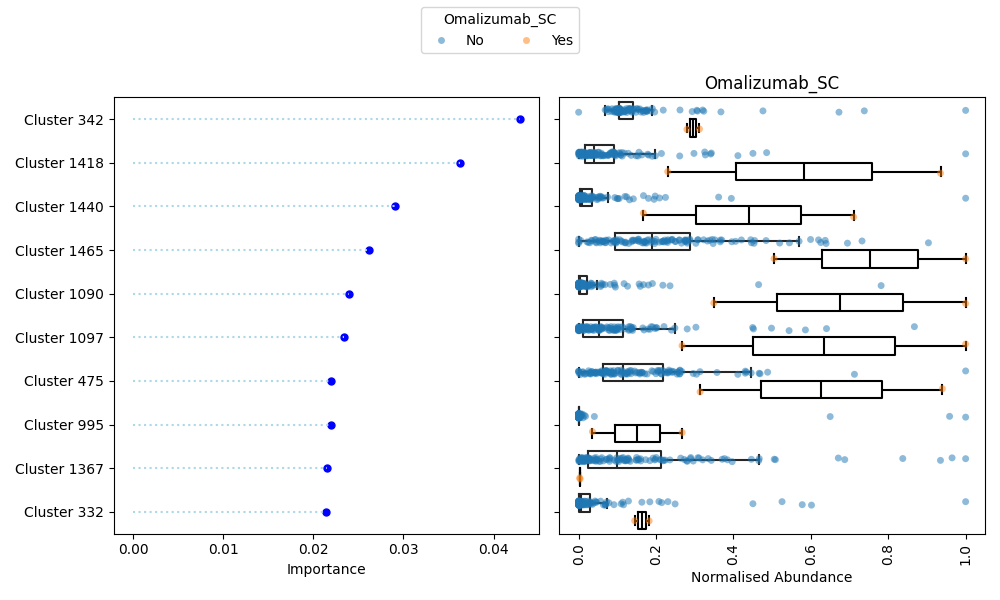 Omalizumab_SC
No Yes
Omalizumab_SC
Cluster 342
Cluster 1418
Cluster 1440
Cluster 1465
Cluster 1090
Cluster 1097
Cluster 475
Cluster 995
Cluster 1367
Cluster 332
0.00 0.01 0.02 0.03 0.04
Importance
0.0 0.2 0.4 0.6 0.8 1.0
Normalised Abundance